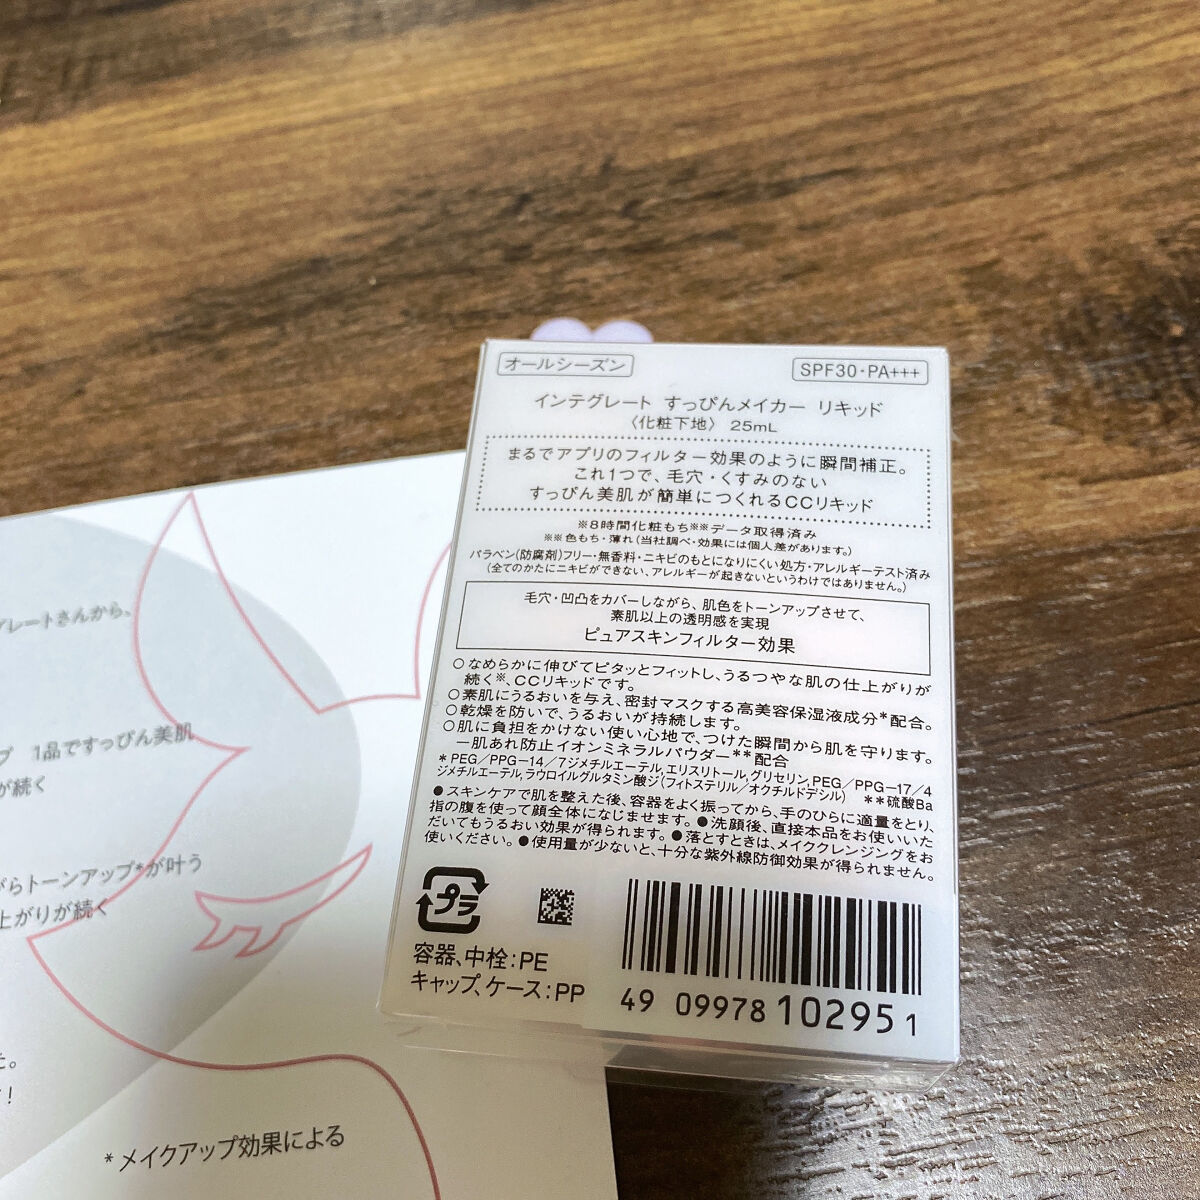 オールシーズン
SPF30・PA+++
インテグレート すっぴんメイカー リキッド
〈化粧下地〉 25mL
まるでアプリのフィルター効果のように瞬間補正。
これ1つで、毛穴・くすみのない
すっぴん美肌が簡単につくれるCCリキッド
※8時間化粧もち※※データ取得済み
※※色もち・薄れ(当社調べ・効果には個人差があります。)
パラベン(防腐剤)フリー・無香料・ニキビのもとになりにくい処方・アレルギーテスト済み
(全てのかたにニキビができない、アレルギーが起きないというわけではありません。)
毛穴・凹凸をカバーしながら、肌色をトーンアップさせて、
素肌以上の透明感を実現
ピュアスキンフィルター効果
○なめらかに伸びてピタッとフィットし、うるつやな肌の仕上がりが
続く※、CCリキッドです。
○素肌にうるおいを与え、密封マスクする高美容保湿液成分*配合。
○乾燥を防いで、うるおいが持続します。
○肌に負担をかけない使い心地で、つけた瞬間から肌を守ります。
—肌あれ防止イオンミネラルパウダー**配合
*PEG/PPG-14/7ジメチルエーテル,エリスリトール,グリセリン,PEG/PPG-17/4
ジメチルエーテル,ラウロイルグルタミン酸ジ(フィトステリル/オクチルドデシル) **硫酸Ba
●スキンケアで肌を整えた後、容器をよく振ってから、手のひらに適量をとり、
指の腹を使って顔全体になじませます。●洗顔後、直接本品をお使いいた
だいてもうるおい効果が得られます。●落とすときは、メイククレンジングをお
使いください。●使用量が少ないと、十分な紫外線防御効果が得られません。
プラ
容器、中栓:PE
キャップ、ケース:PP
49 09978 102951
グレートさんから、
プ 1品ですっぴん美肌
が続く
がらトーンアップ*が叶う
上がりが続く
た。
!
*メイクアップ効果による